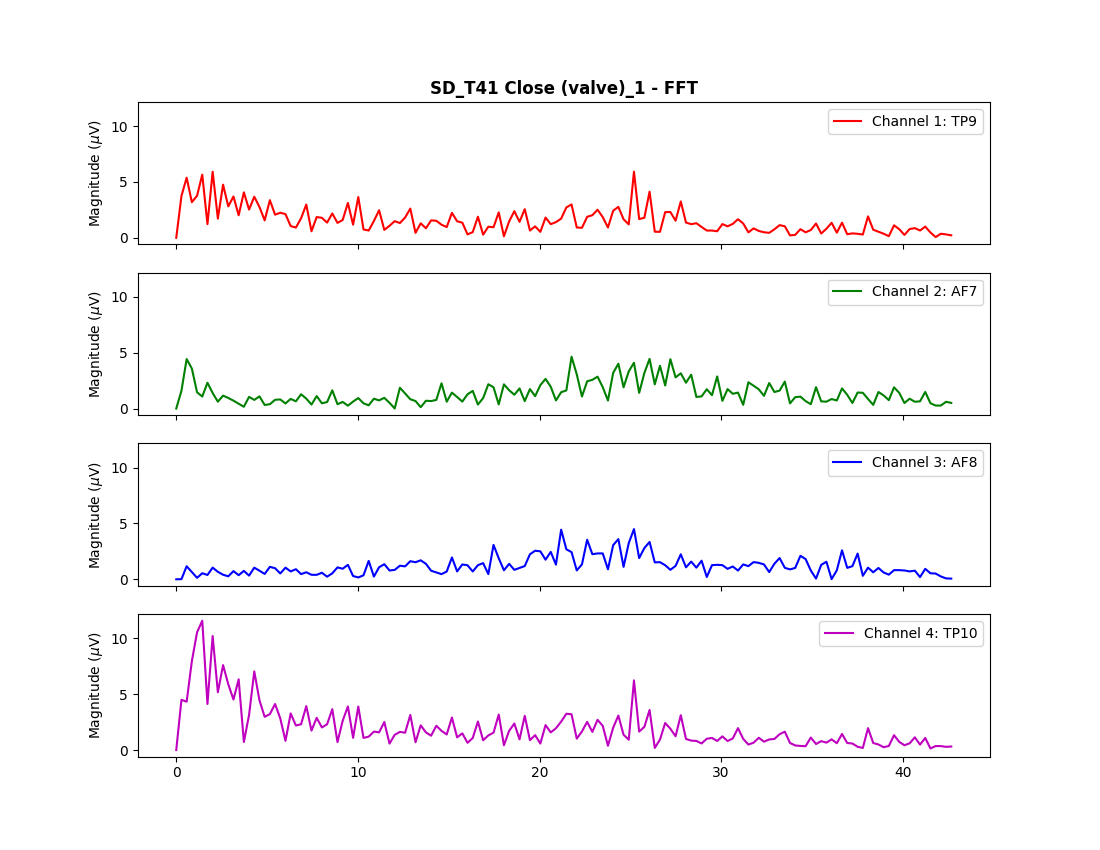 SD_T41 Close (valve)_1 - FFT
Magnitude (μV)
10
5
0
Channel 1: TP9
Magnitude (μV)
10
5
0
Channel 2: AF7
Magnitude (μV)
10
5
0
Channel 3: AF8
Magnitude (μV)
10
5
0
Channel 4: TP10
0 10 20 30 40